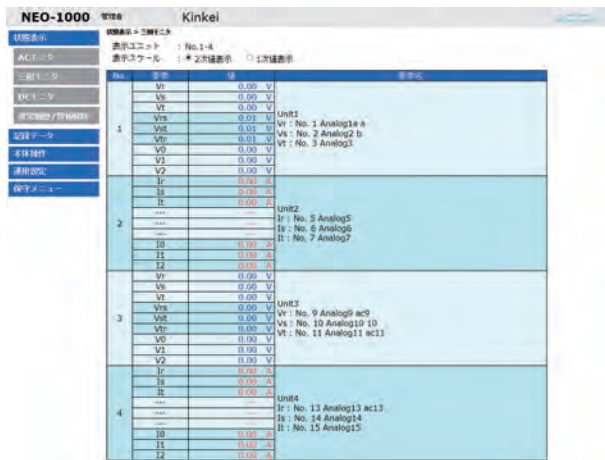 NEO-1000 管理者 Kinkei
状態表示
ACモニタ
三相モニタ
DCモニタ
記録データ
本体操作
運用設定
保守メニュー
状態表示 > 三相モニタ
表示ユニット : No.1-4
表示スケール : 2次値表示 1次値表示
No. 要素 値 要素名
1
Vr 0.00 V
Vs 0.00 V
Vt 0.00 V
Vrs 0.01 V
Vst 0.01 V
Vtr 0.01 V
V0 0.00 V
V1 0.00 V
V2 0.00 V
Unit1
Vr : No. 1 Analog1a a
Vs : No. 2 Analog2 b
Vt : No. 3 Analog3
2
Ir 0.00 A
Is 0.00 A
It 0.00 A
--- ---
--- ---
--- ---
I0 0.00 A
I1 0.00 A
I2 0.00 A
Unit2
Ir : No. 5 Analog5
Is : No. 6 Analog6
It : No. 7 Analog7
3
Vr 0.00 V
Vs 0.00 V
Vt 0.00 V
Vrs 0.00 V
Vst 0.00 V
Vtr 0.00 V
V0 0.00 V
V1 0.00 V
V2 0.00 V
Unit3
Vr : No. 9 Analog9 ac9
Vs : No. 10 Analog10 10
Vt : No. 11 Analog11 ac11
4
Ir 0.00 A
Is 0.00 A
It 0.00 A
--- ---
--- ---
--- ---
I0 0.00 A
I1 0.00 A
I2 0.00 A
Unit4
Ir : No. 13 Analog13 ac13
Is : No. 14 Analog14
It : No. 15 Analog15